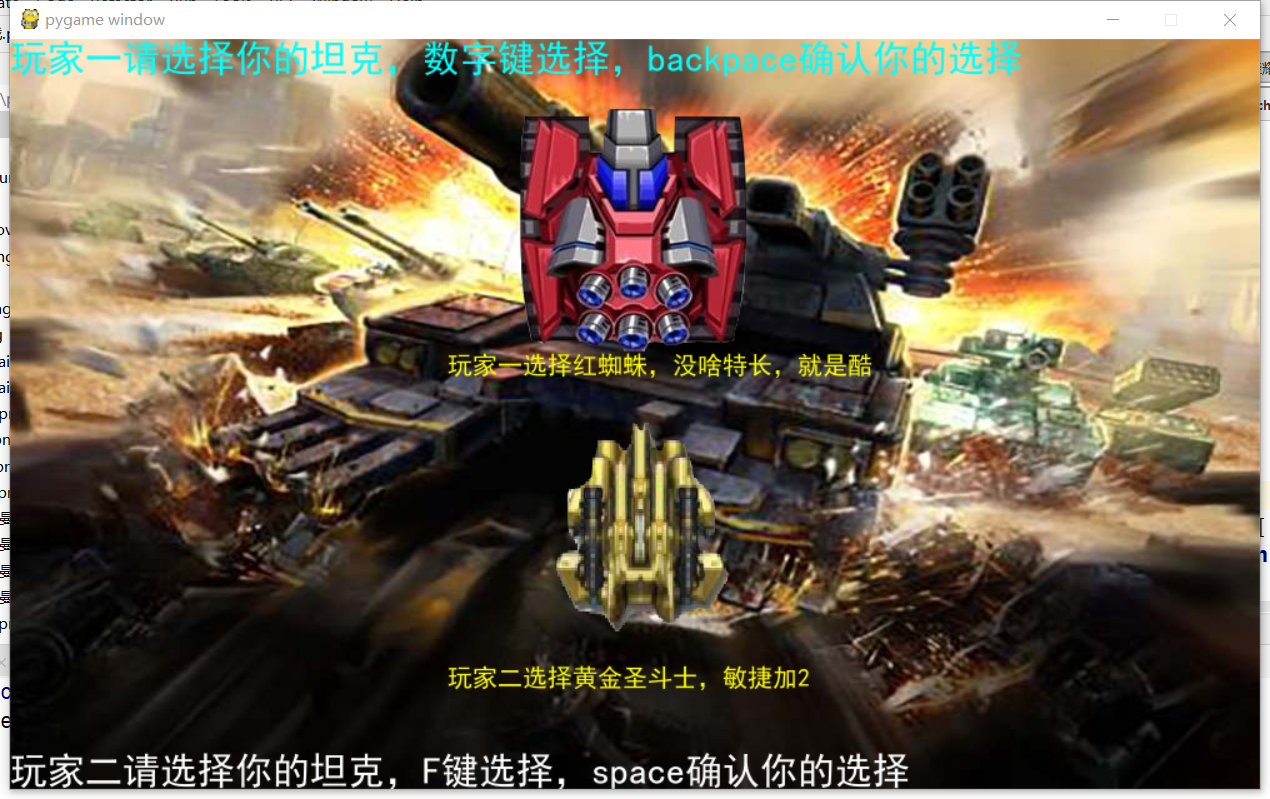 pygame window
玩家一请选择你的坦克，数字键选择，backpace确认你的选择
玩家一选择红蜘蛛，没啥特长，就是酷
玩家二选择黄金圣斗士，敏捷加2
玩家二请选择你的坦克，F键选择，space确认你的选择